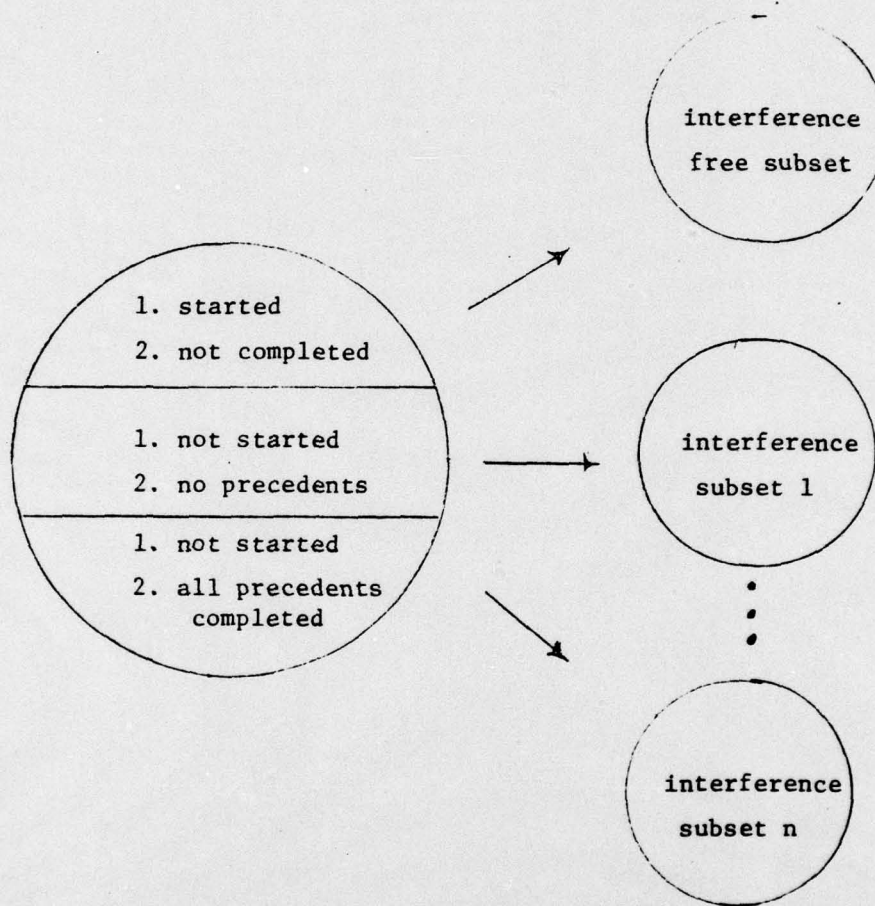 interference
free subset
1. started
2. not completed
1. not started
2. no precedents
1. not started
2. all precedents
completed
interference
subset 1
interference
subset n